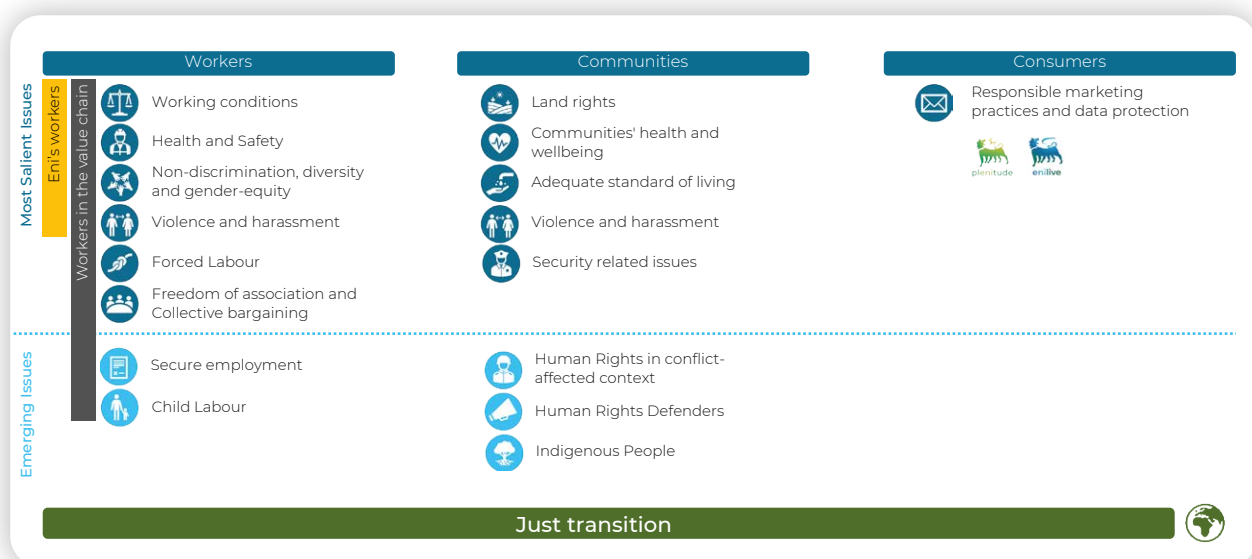 Workers
Most Salient Issues
Eni's workers
Workers in the value chain
Working conditions
Health and Safety
Non-discrimination, diversity
and gender-equity
Violence and harassment
Forced Labour
Freedom of association and
Collective bargaining
Communities
Land rights
Communities' health and
wellbeing
Adequate standard of living
Violence and harassment
Security related issues
Consumers
Responsible marketing
practices and data protection
plenitude
enilive
Emerging Issues
Secure employment
Child Labour
Human Rights in conflict-
affected context
Human Rights Defenders
Indigenous People
Just transition